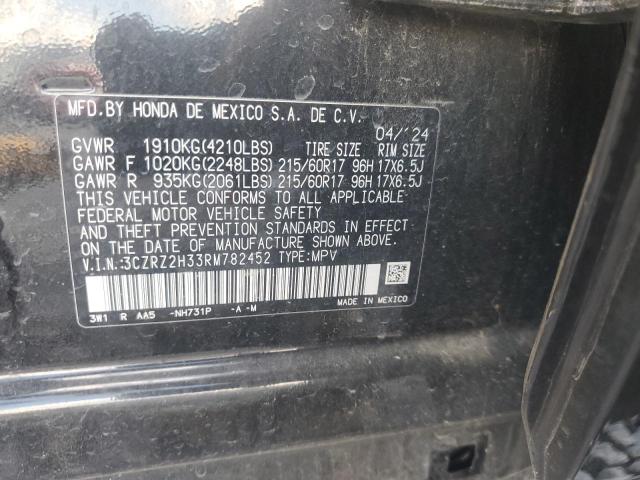 MFD.BY HONDA DE MEXICO S.A. DE C.V.
04/'24
GVWR 1910KG(4210LBS) TIRE SIZE RIM SIZE
GAWR F 1020KG(2248LBS) 215/60R17 96H 17X6.5J
GAWR R 935KG(2061LBS) 215/60R17 96H 17X6.5J
THIS VEHICLE CONFORMS TO ALL APPLICABLE
FEDERAL MOTOR VEHICLE SAFETY
AND THEFT PREVENTION STANDARDS IN EFFECT
ON THE DATE OF MANUFACTURE SHOWN ABOVE.
V.I.N.:3CZRZ2H33RM782452 TYPE:MPV
3W1 R AA5 -NH731P -A -M MADE IN MEXICO